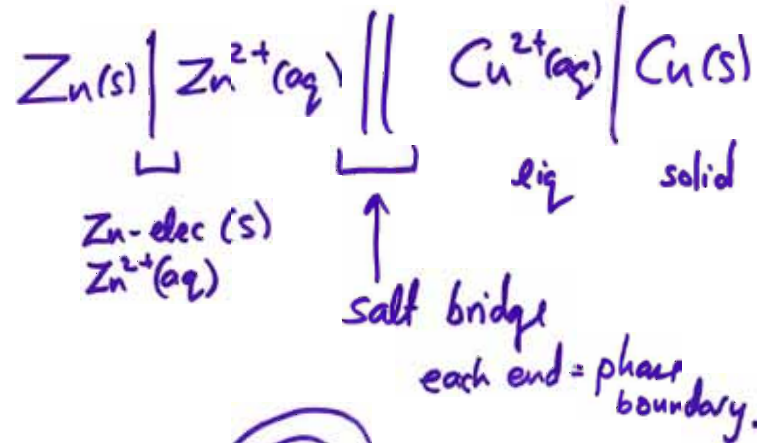 Zn(s) | Zn²⁺(aq) || Cu²⁺(aq) | Cu(s)
liq solid
Zn-elec (s)
Zn²⁺(aq)
salt bridge
each end = phase
boundary.